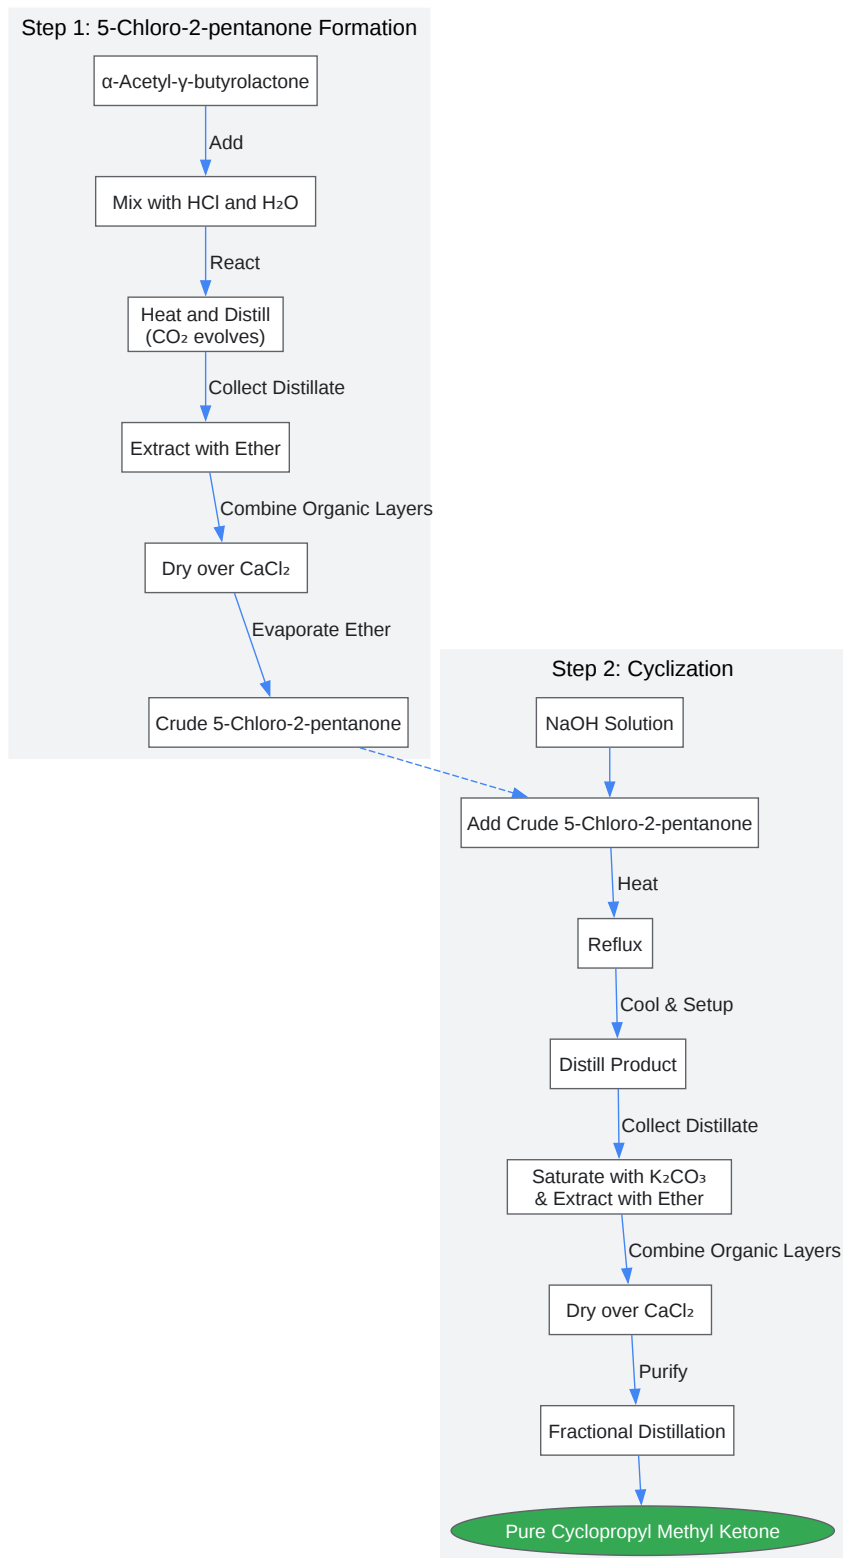 Step 1: 5-Chloro-2-pentanone Formation
α-Acetyl-γ-butyrolactone
Add
Mix with HCl and H₂O
React
Heat and Distill
(CO₂ evolves)
Collect Distillate
Extract with Ether
Combine Organic Layers
Dry over CaCl₂
Evaporate Ether
Crude 5-Chloro-2-pentanone
Step 2: Cyclization
NaOH Solution
Add Crude 5-Chloro-2-pentanone
Heat
Reflux
Cool & Setup
Distill Product
Collect Distillate
Saturate with K₂CO₃
& Extract with Ether
Combine Organic Layers
Dry over CaCl₂
Purify
Fractional Distillation
Pure Cyclopropyl Methyl Ketone